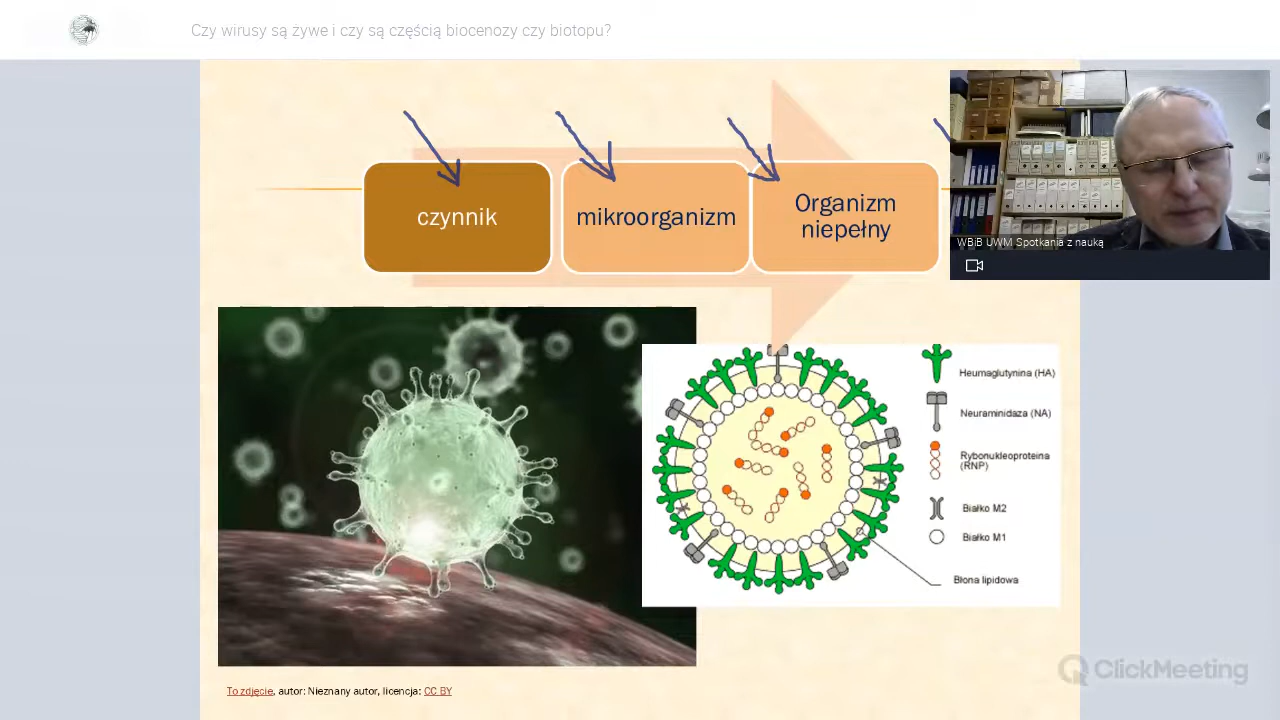 Czy wirusy są żywe i czy są częścią biocenozy czy biotopu?
czynnik
mikroorganizm
Organizm
niepełny
WBiB UWM Spotkania z nauką
Heumaglutynina (HA)
Neuraminidaza (NA)
Rybonukleoproteina
(RNP)
Białko M2
Białko M1
Błona lipidowa
ClickMeeting
To zdjęcie, autor: Nieznany autor, licencja: CC BY